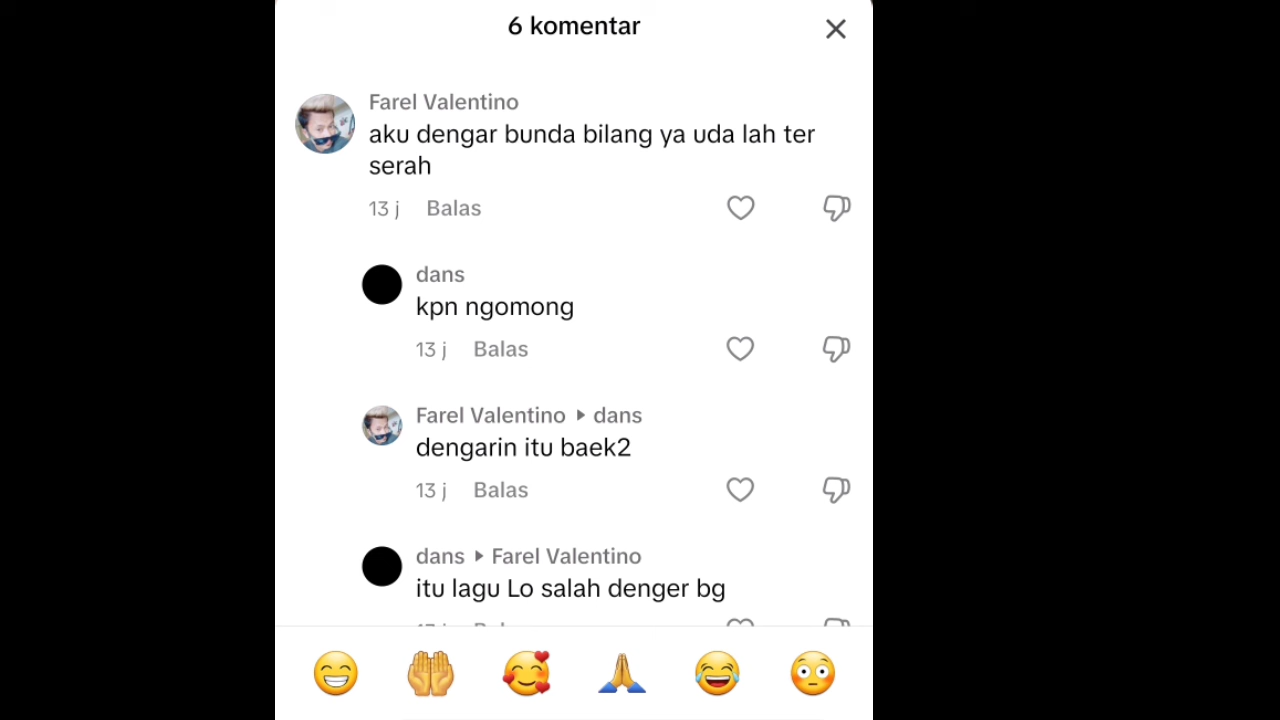 6 komentar
Farel Valentino
aku dengar bunda bilang ya uda lah ter
serah
13 j Balas
dans
kpn ngomong
13 j Balas
Farel Valentino ▸ dans
dengarin itu baek2
13 j Balas
dans ▸ Farel Valentino
itu lagu Lo salah denger bg